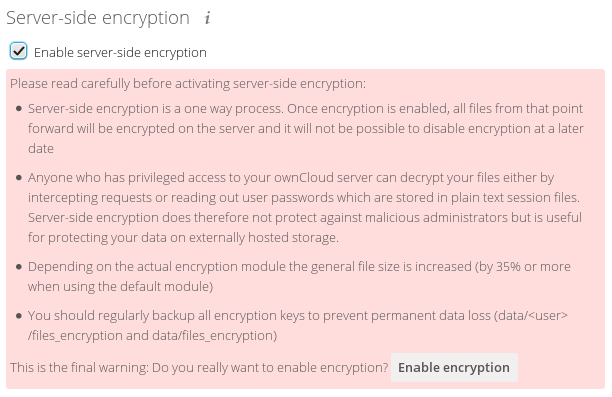 Server-side encryption i
Enable server-side encryption
Please read carefully before activating server-side encryption:
• Server-side encryption is a one way process. Once encryption is enabled, all files from that point
forward will be encrypted on the server and it will not be possible to disable encryption at a later
date
• Anyone who has privileged access to your ownCloud server can decrypt your files either by
intercepting requests or reading out user passwords which are stored in plain text session files.
Server-side encryption does therefore not protect against malicious administrators but is useful
for protecting your data on externally hosted storage.
• Depending on the actual encryption module the general file size is increased (by 35% or more
when using the default module)
• You should regularly backup all encryption keys to prevent permanent data loss (data/<user>
/files_encryption and data/files_encryption)
This is the final warning: Do you really want to enable encryption? Enable encryption